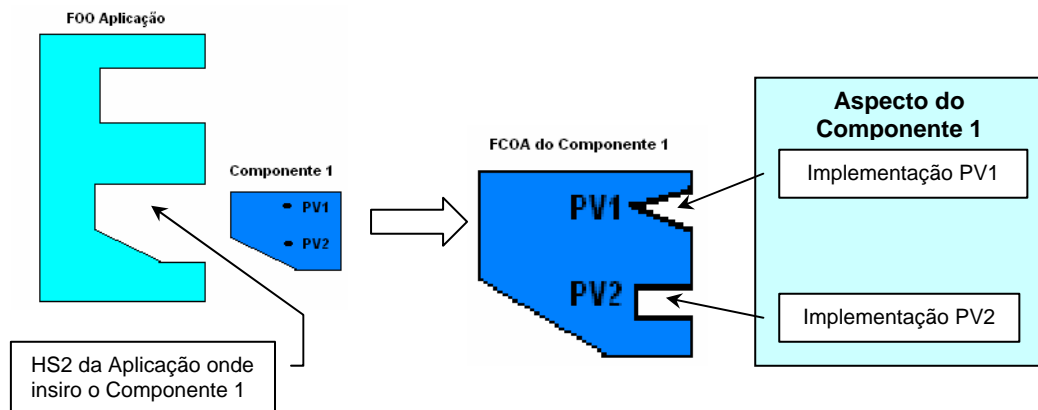 FOO Aplicação
Componente 1
PV1
PV2
HS2 da Aplicação onde
insiro o Componente 1
FCOA do Componente 1
PV1
PV2
Aspecto do
Componente 1
Implementação PV1
Implementação PV2